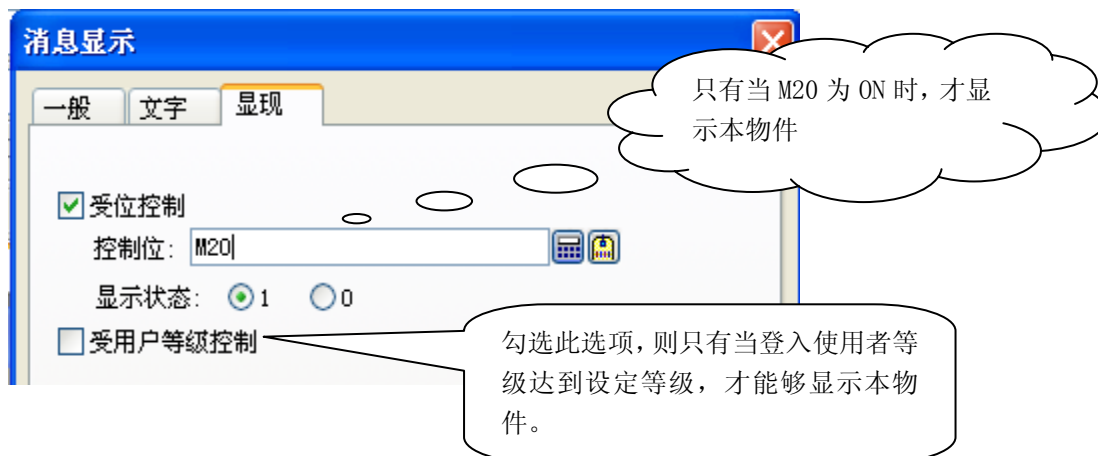 消息显示
一般 文字 显现
只有当 M20 为 ON 时，才显
示本物件
受位控制
控制位: M20
显示状态: 1 0
受用户等级控制
勾选此选项，则只有当登入使用者等
级达到设定等级，才能够显示本物
件。